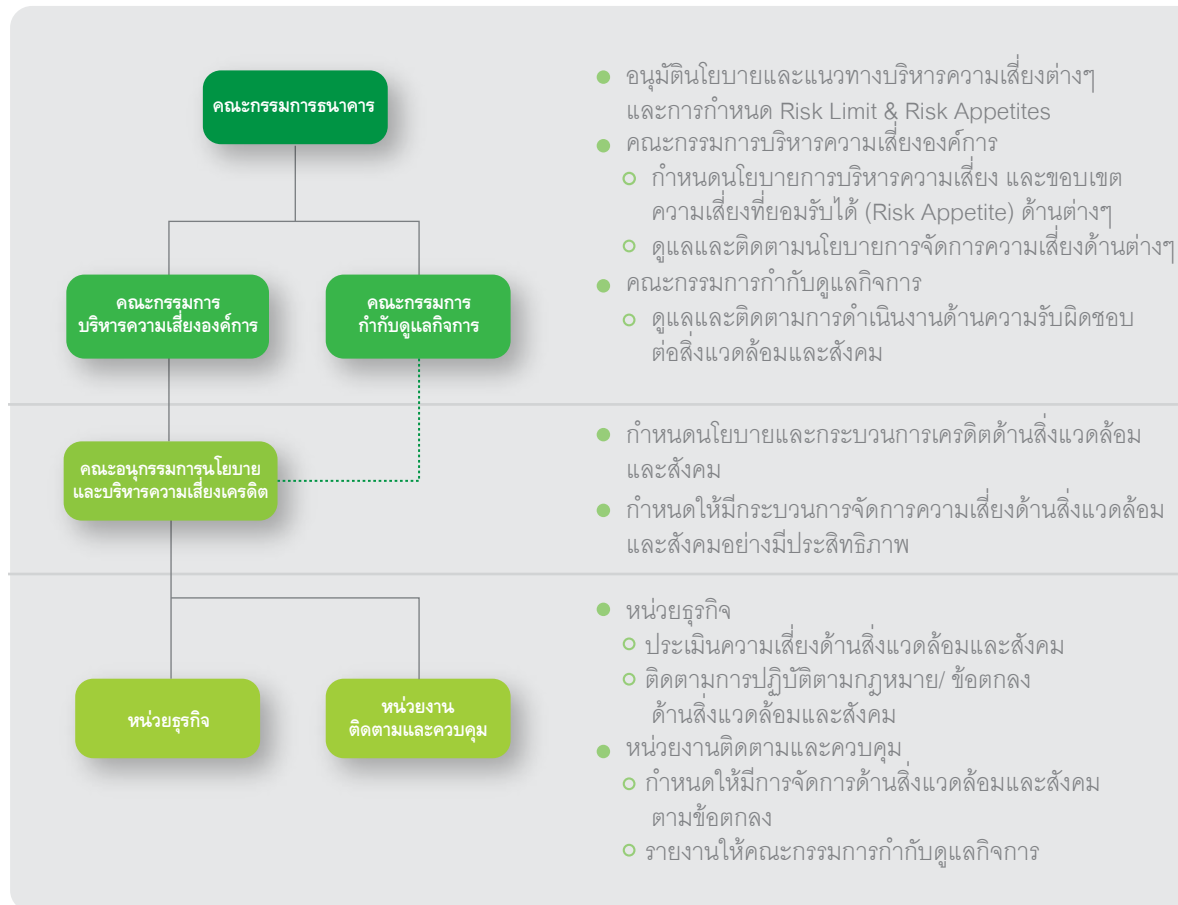 คณะกรรมการธนาคาร
คณะกรรมการ
บริหารความเสี่ยงองค์การ
คณะกรรมการ
กำกับดูแลกิจการ
● อนุมัตินโยบายและแนวทางบริหารความเสี่ยงต่างๆ
และการกำหนด Risk Limit & Risk Appetites
● คณะกรรมการบริหารความเสี่ยงองค์การ
○ กำหนดนโยบายการบริหารความเสี่ยง และขอบเขต
ความเสี่ยงที่ยอมรับได้ (Risk Appetite) ด้านต่างๆ
○ ดูแลและติดตามนโยบายการจัดการความเสี่ยงด้านต่างๆ
● คณะกรรมการกำกับดูแลกิจการ
○ ดูแลและติดตามการดำเนินงานด้านความรับผิดชอบ
ต่อสิ่งแวดล้อมและสังคม
คณะอนุกรรมการนโยบาย
และบริหารความเสี่ยงเครดิต
● กำหนดนโยบายและกระบวนการเครดิตด้านสิ่งแวดล้อม
และสังคม
● กำหนดให้มีกระบวนการจัดการความเสี่ยงด้านสิ่งแวดล้อม
และสังคมอย่างมีประสิทธิภาพ
หน่วยธุรกิจ
หน่วยงาน
ติดตามและควบคุม
● หน่วยธุรกิจ
○ ประเมินความเสี่ยงด้านสิ่งแวดล้อมและสังคม
○ ติดตามการปฏิบัติตามกฎหมาย/ ข้อตกลง
ด้านสิ่งแวดล้อมและสังคม
● หน่วยงานติดตามและควบคุม
○ กำหนดให้มีการจัดการด้านสิ่งแวดล้อมและสังคม
ตามข้อตกลง
○ รายงานให้คณะกรรมการกำกับดูแลกิจการ